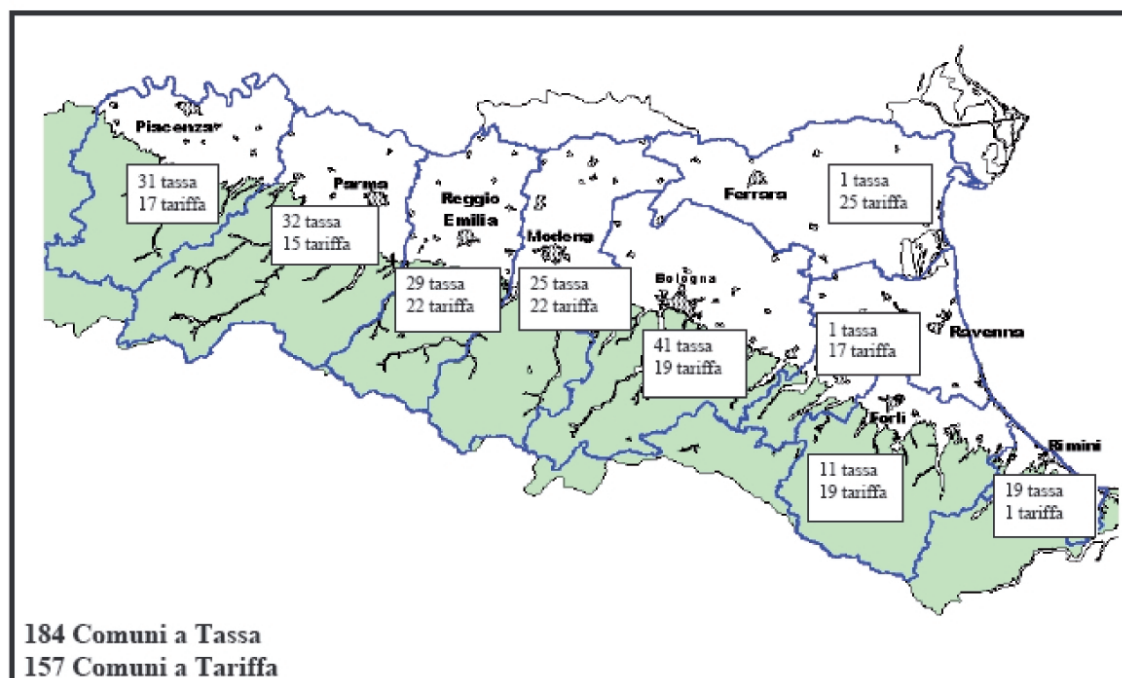 Piacenza
31 tassa
17 tariffa
Parma
32 tassa
15 tariffa
Reggio
Emilia
29 tassa
22 tariffa
Modena
25 tassa
22 tariffa
Bologna
41 tassa
19 tariffa
Ferrara
1 tassa
25 tariffa
Ravenna
1 tassa
17 tariffa
Forlì
11 tassa
19 tariffa
Rimini
19 tassa
1 tariffa
184 Comuni a Tassa
157 Comuni a Tariffa